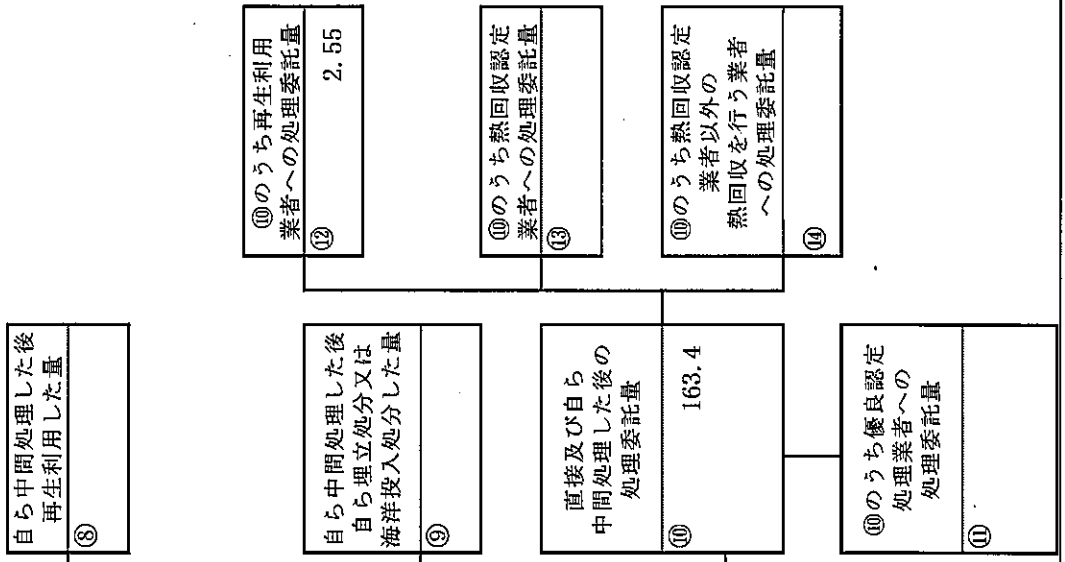 自ら中間処理した後
再生利用した量
⑧
自ら中間処理した後
自ら埋立処分又は
海洋投入処分した量
⑨
直接及び自ら
中間処理した後の
処理委託量
⑩
163.4
⑩のうち優良認定
処理業者への
処理委託量
⑪
⑩のうち再生利用
業者への処理委託量
⑫
2.55
⑩のうち熱回収認定
業者への処理委託量
⑬
⑩のうち熱回収認定
業者以外の
熱回収を行う業者
への処理委託量
⑭